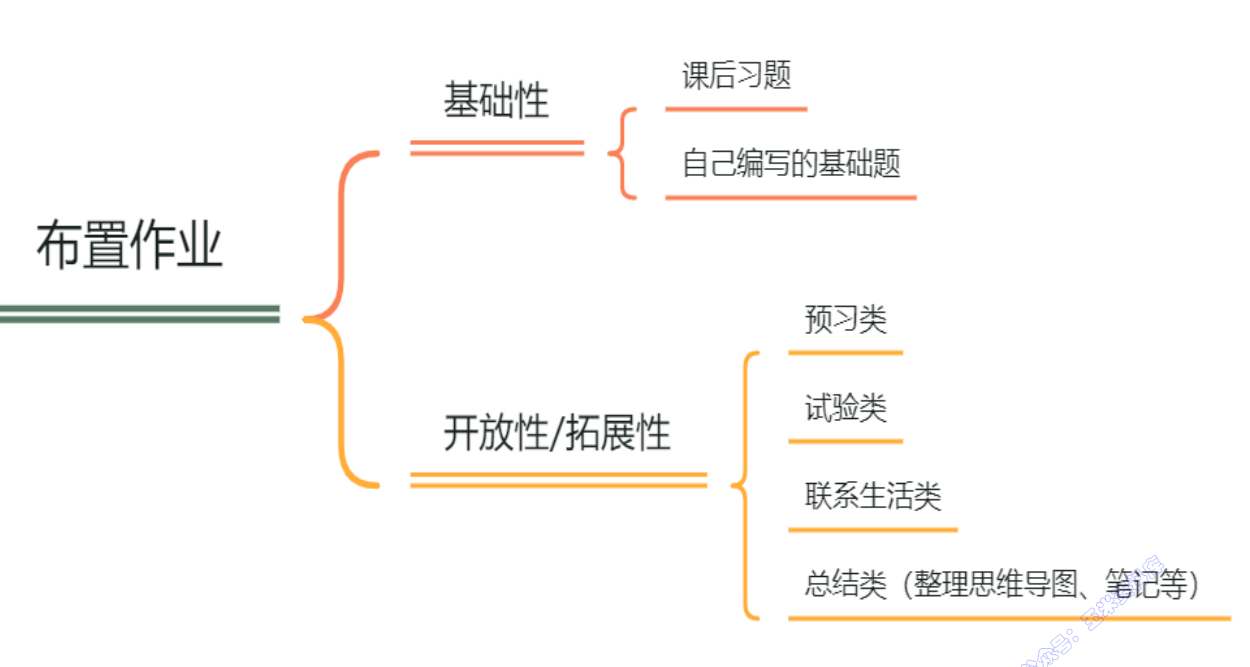 布置作业
基础性
课后习题
自己编写的基础题
开放性/拓展性
预习类
试验类
联系生活类
总结类（整理思维导图、笔记等）